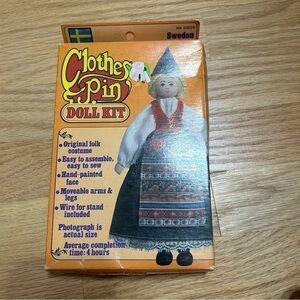 Sweden
Clothes
Pin
DOLL KIT
• Original folk
costume
• Easy to assemble,
easy to sew
• Hand-painted
face
• Moveable arms &
legs
• Wire for stand
included
Photograph is
actual size
Average completion
time: 4 hours